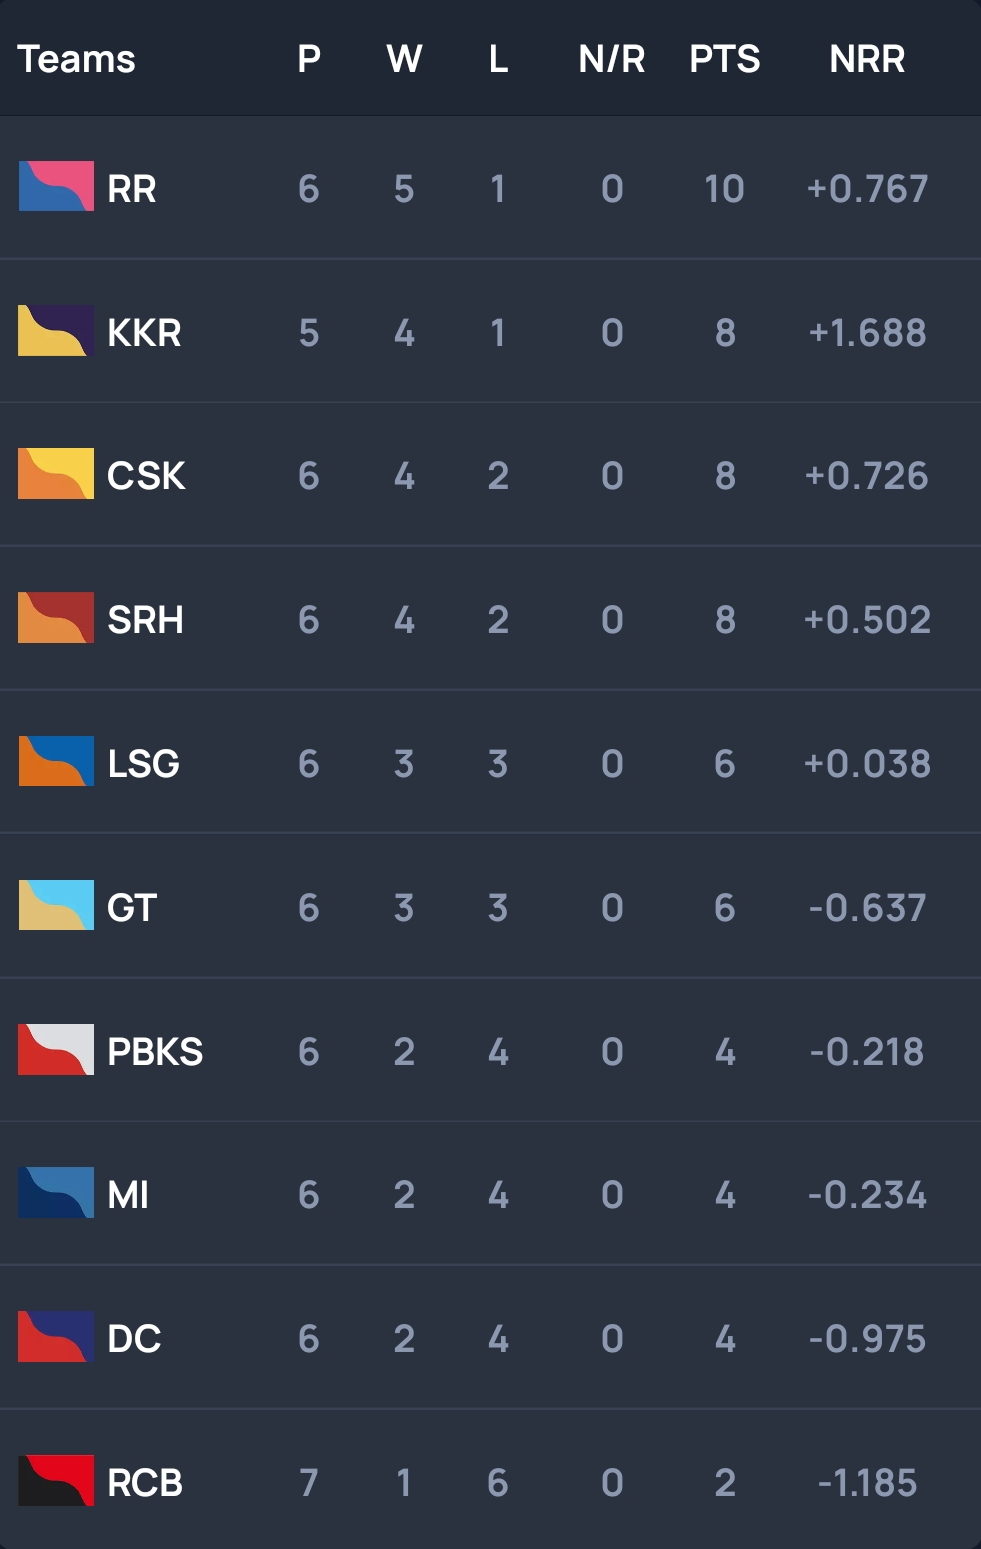 Teams P W L N/R PTS NRR
RR 6 5 1 0 10 +0.767
KKR 5 4 1 0 8 +1.688
CSK 6 4 2 0 8 +0.726
SRH 6 4 2 0 8 +0.502
LSG 6 3 3 0 6 +0.038
GT 6 3 3 0 6 -0.637
PBKS 6 2 4 0 4 -0.218
MI 6 2 4 0 4 -0.234
DC 6 2 4 0 4 -0.975
RCB 7 1 6 0 2 -1.185